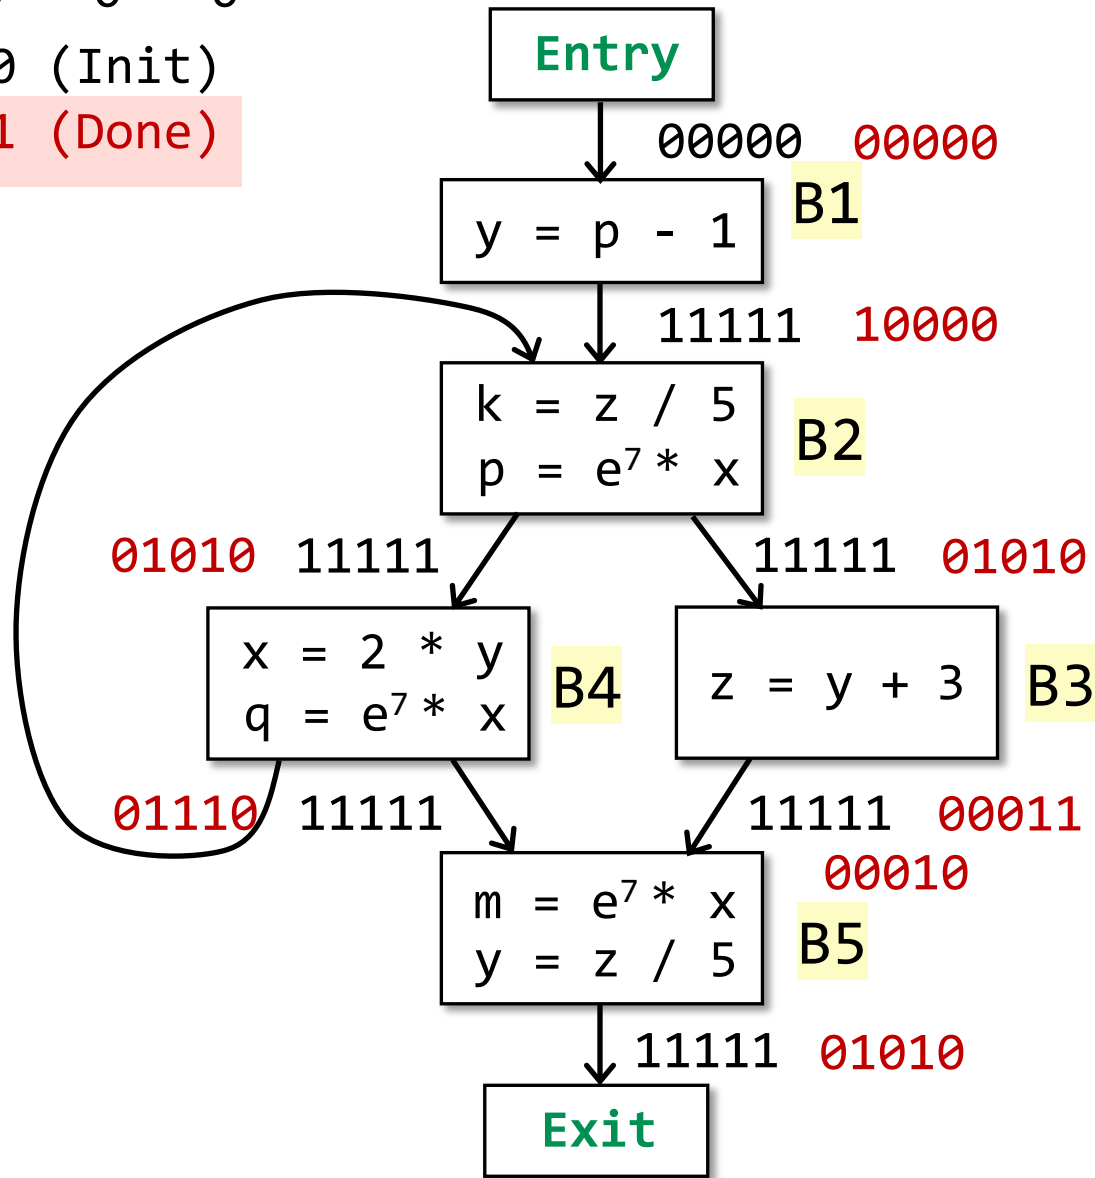 0 (Init)
1 (Done)
Entry
00000 00000
B1
y = p - 1
11111 10000
k = z / 5
p = e⁷ * x
B2
01010 11111
11111 01010
x = 2 * y
q = e⁷ * x
B4
z = y + 3
B3
01110 11111
11111 00011
00010
m = e⁷ * x
y = z / 5
B5
11111 01010
Exit